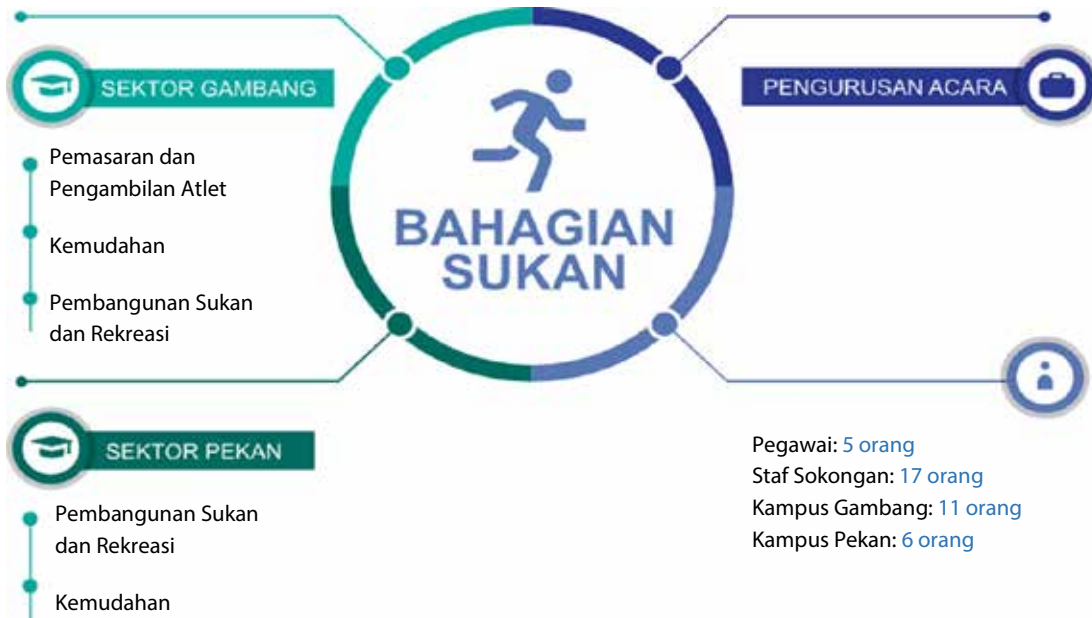 SEKTOR GAMBANG
Pemasaran dan
Pengambilan Atlet
Kemudahan
Pembangunan Sukan
dan Rekreasi
SEKTOR PEKAN
Pembangunan Sukan
dan Rekreasi
Kemudahan
BAHAGIAN
SUKAN
PENGURUSAN ACARA
Pegawai: 5 orang
Staf Sokongan: 17 orang
Kampus Gambang: 11 orang
Kampus Pekan: 6 orang